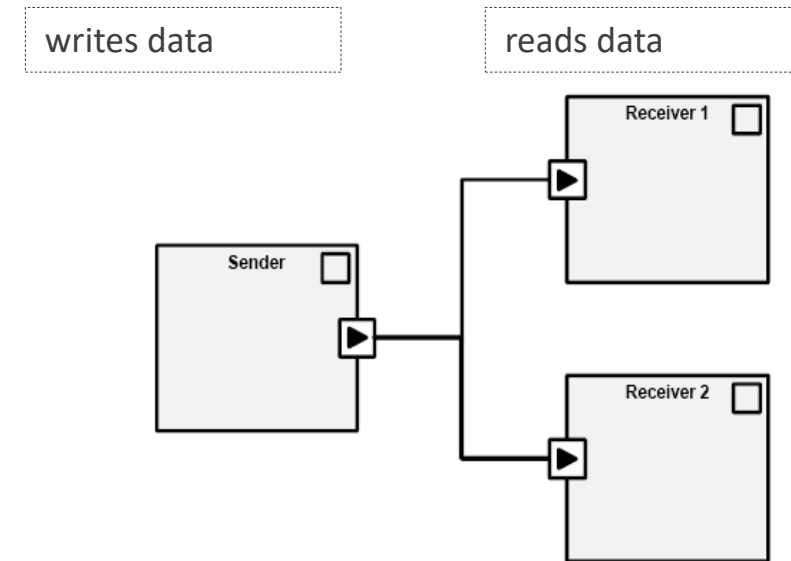 writes data
reads data
Receiver 1
Sender
Receiver 2